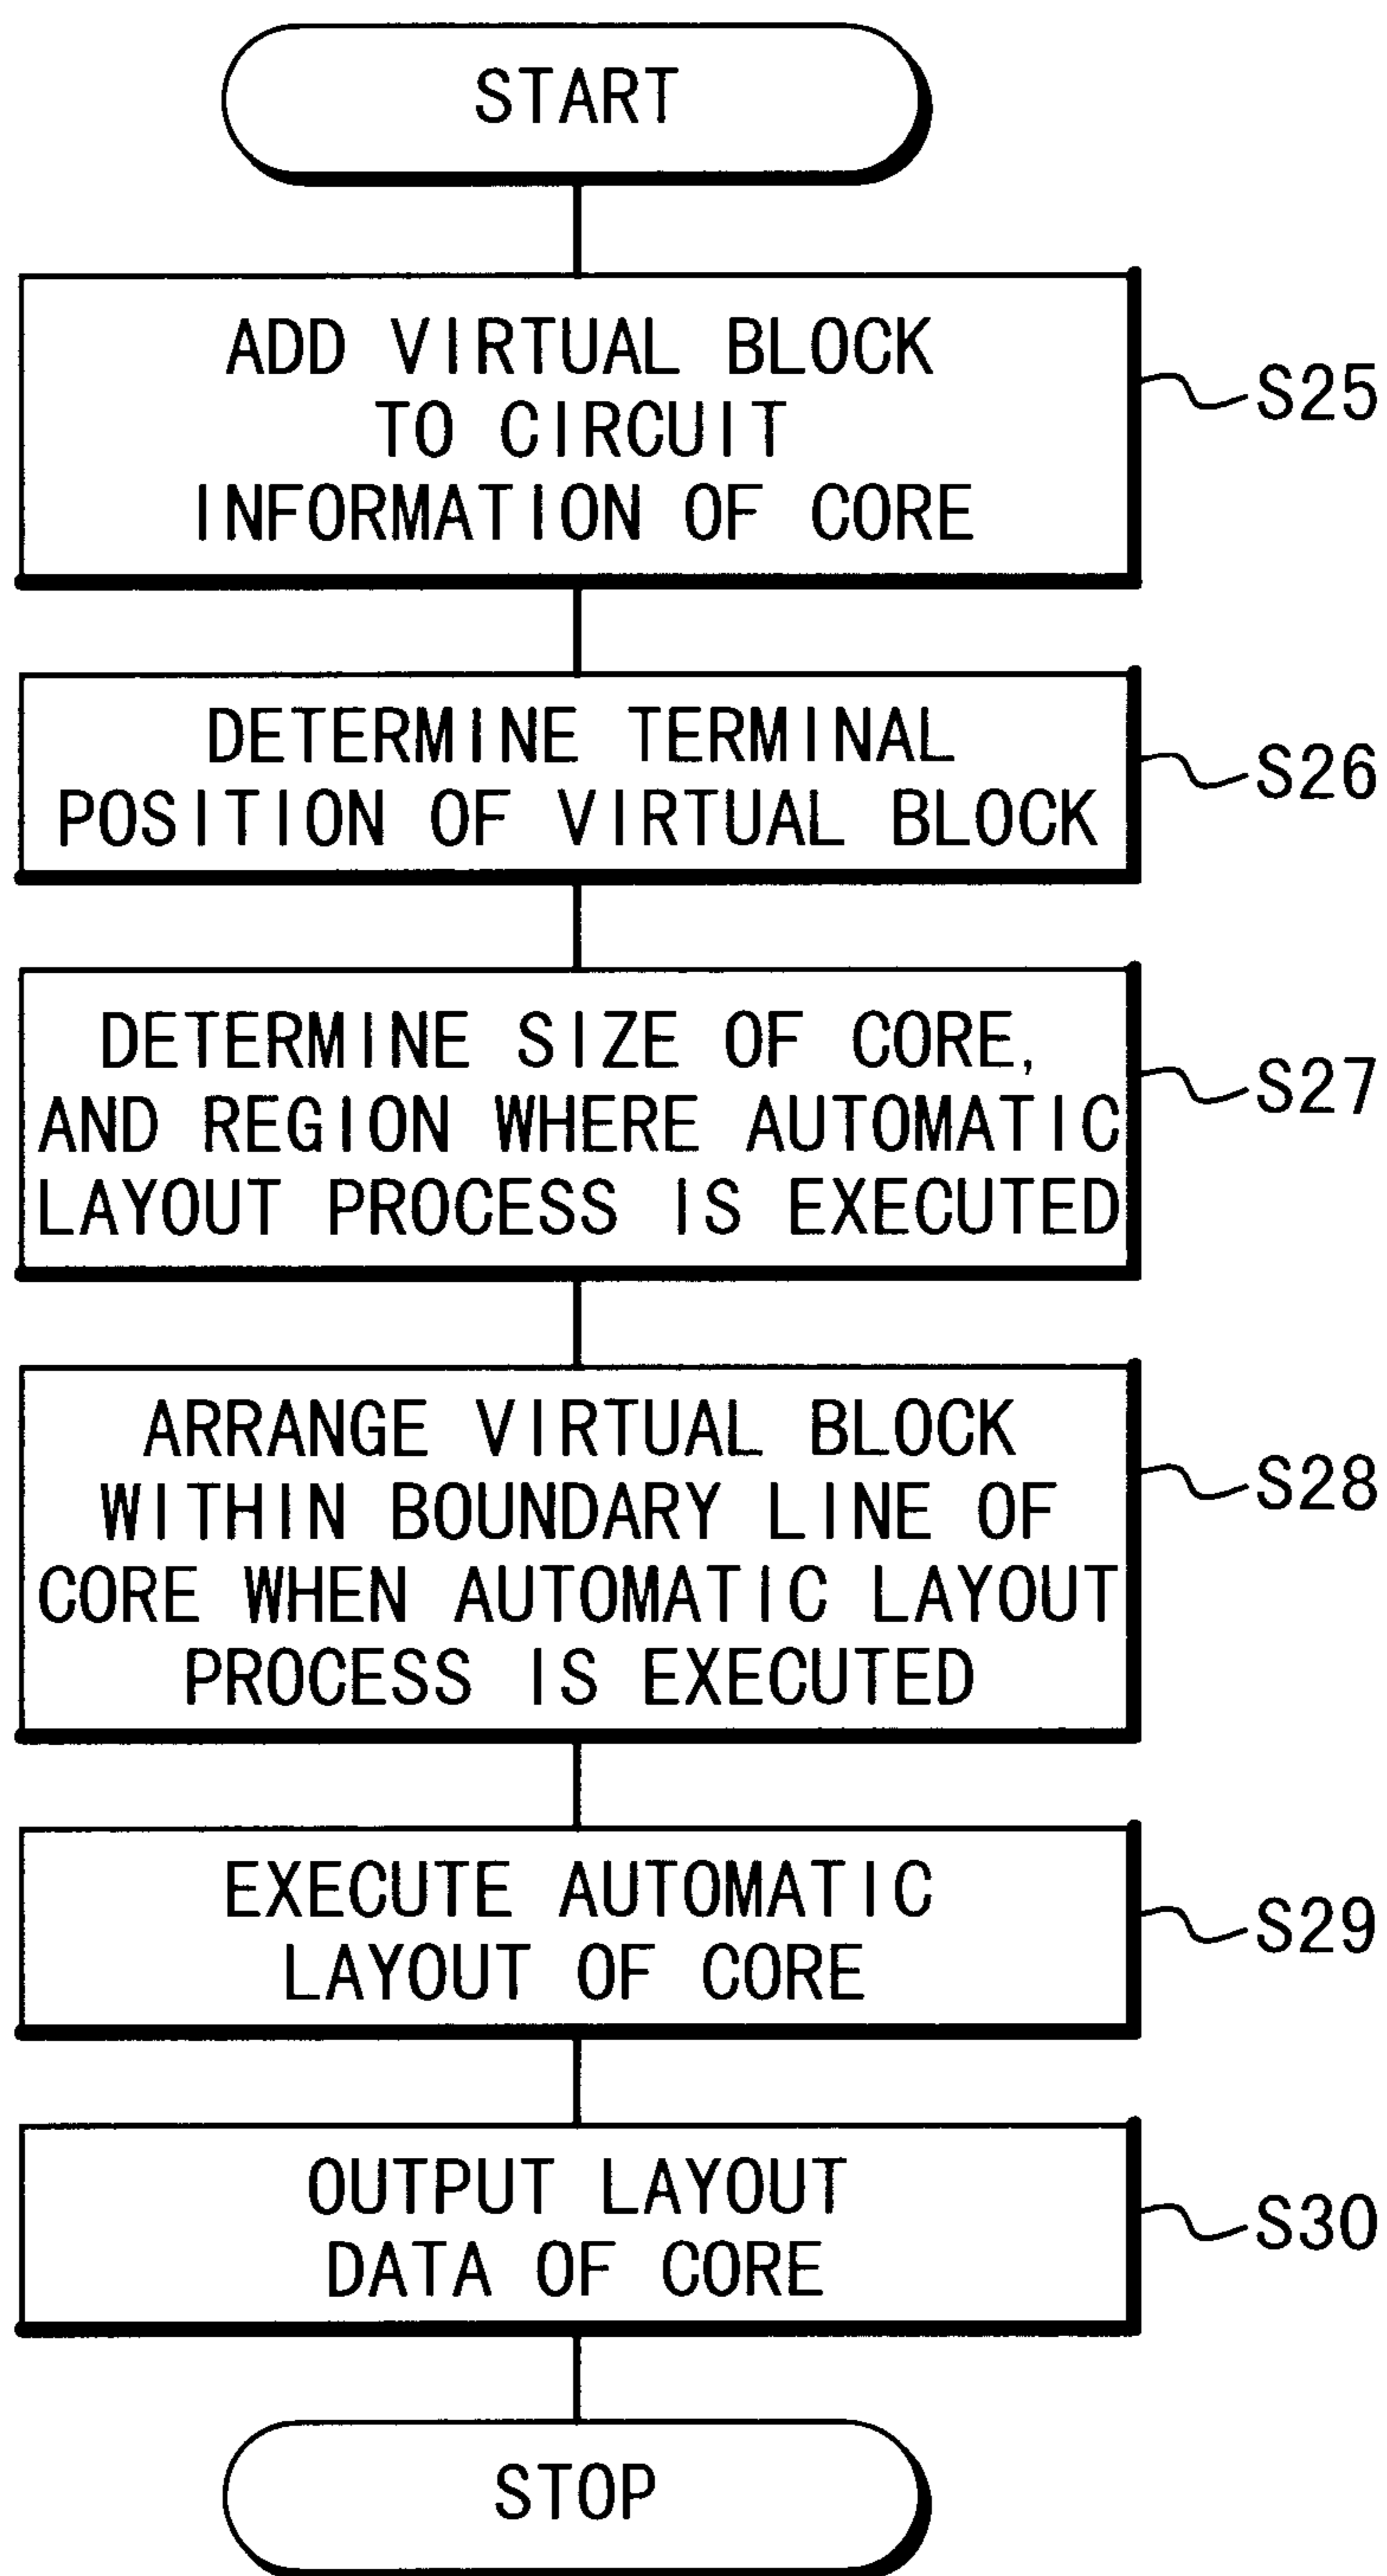 START
ADD VIRTUAL BLOCK
TO CIRCUIT
INFORMATION OF CORE
S25
DETERMINE TERMINAL
POSITION OF VIRTUAL BLOCK
S26
DETERMINE SIZE OF CORE,
AND REGION WHERE AUTOMATIC
LAYOUT PROCESS IS EXECUTED
S27
ARRANGE VIRTUAL BLOCK
WITHIN BOUNDARY LINE OF
CORE WHEN AUTOMATIC LAYOUT
PROCESS IS EXECUTED
S28
EXECUTE AUTOMATIC
LAYOUT OF CORE
S29
OUTPUT LAYOUT
DATA OF CORE
S30
STOP